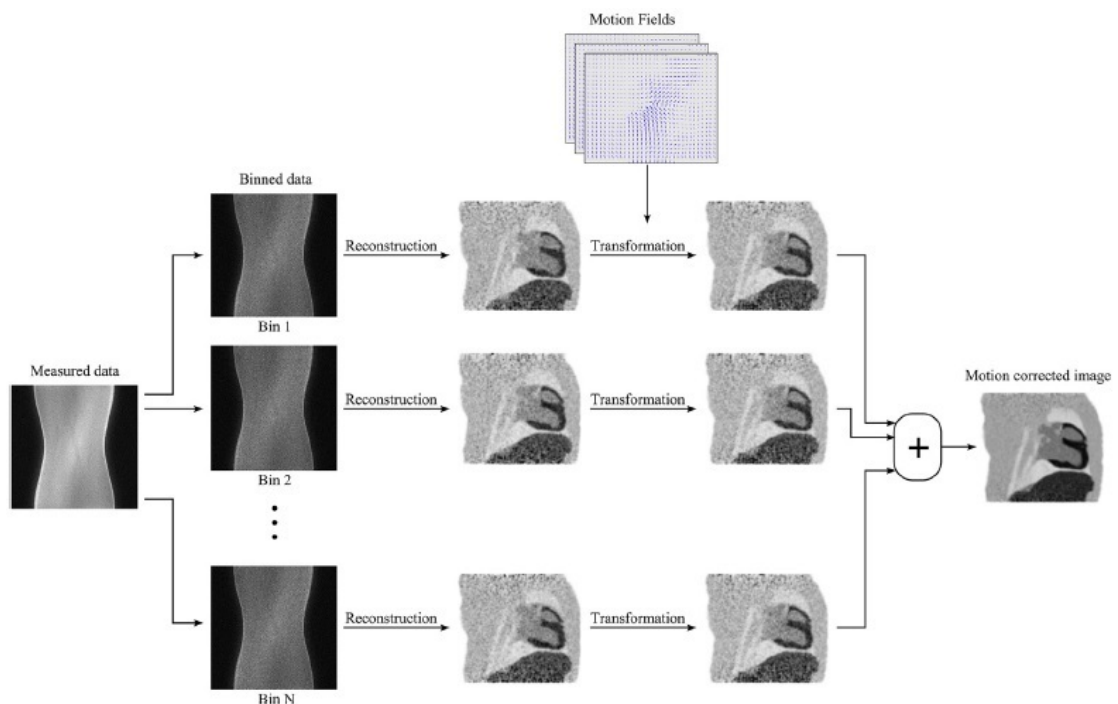 Motion Fields
Binned data
Reconstruction
Transformation
Bin 1
Measured data
Reconstruction
Transformation
Motion corrected image
+
Bin 2
Reconstruction
Transformation
Bin N